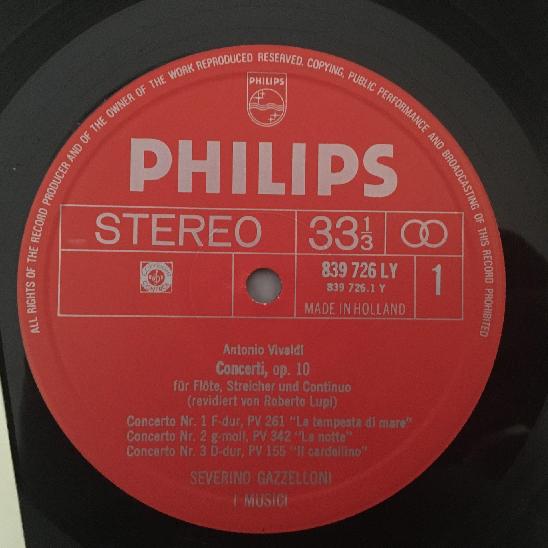 ALL RIGHTS OF THE RECORD PRODUCER AND OF THE OWNER OF THE WORK REPRODUCED RESERVED. COPYING, PUBLIC PERFORMANCE AND BROADCASTING OF THIS RECORD PROHIBITED
PHILIPS
PHILIPS
STEREO 33 1/3
839 726 LY 1
839 726.1 Y
MADE IN HOLLAND
Antonio Vivaldi
Concerti, op. 10
für Flöte, Streicher und Continuo
(revidiert von Roberto Lupi)
Concerto Nr. 1 F-dur, PV 261 "La tempesta di mare"
Concerto Nr. 2 g-moll, PV 342 "La notte"
Concerto Nr. 3 D-dur, PV 155 "Il cardellino"
SEVERINO GAZZELLONI
I MUSICI